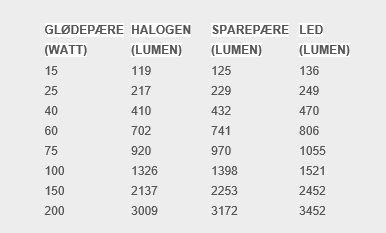 GLØDEPÆRE HALOGEN SPAREPÆRE LED
(WATT) (LUMEN) (LUMEN) (LUMEN)
15 119 125 136
25 217 229 249
40 410 432 470
60 702 741 806
75 920 970 1055
100 1326 1398 1521
150 2137 2253 2452
200 3009 3172 3452